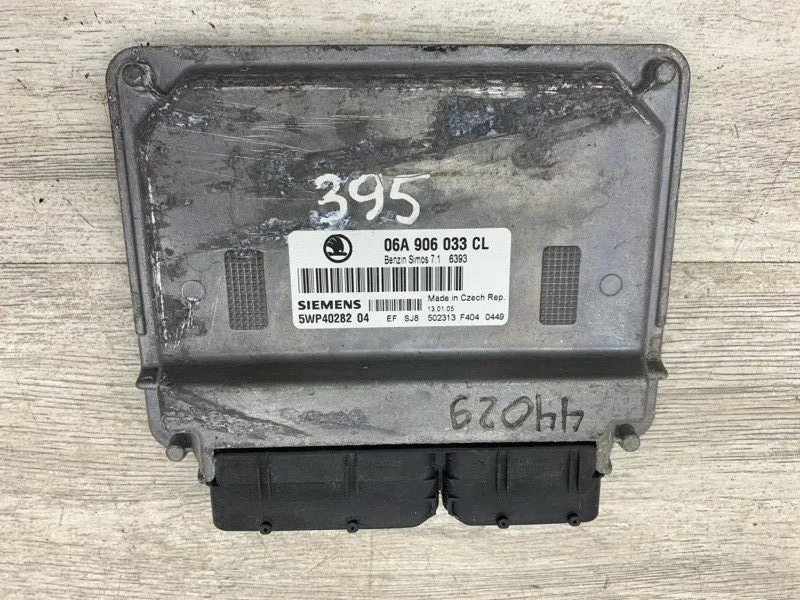 395
06A 906 033 CL
Benzin Simos 7.1 6393
SIEMENS
Made in Czech Rep.
13.01.05
5WP40282 04 EF SJ8 502313 F404 0449
44029